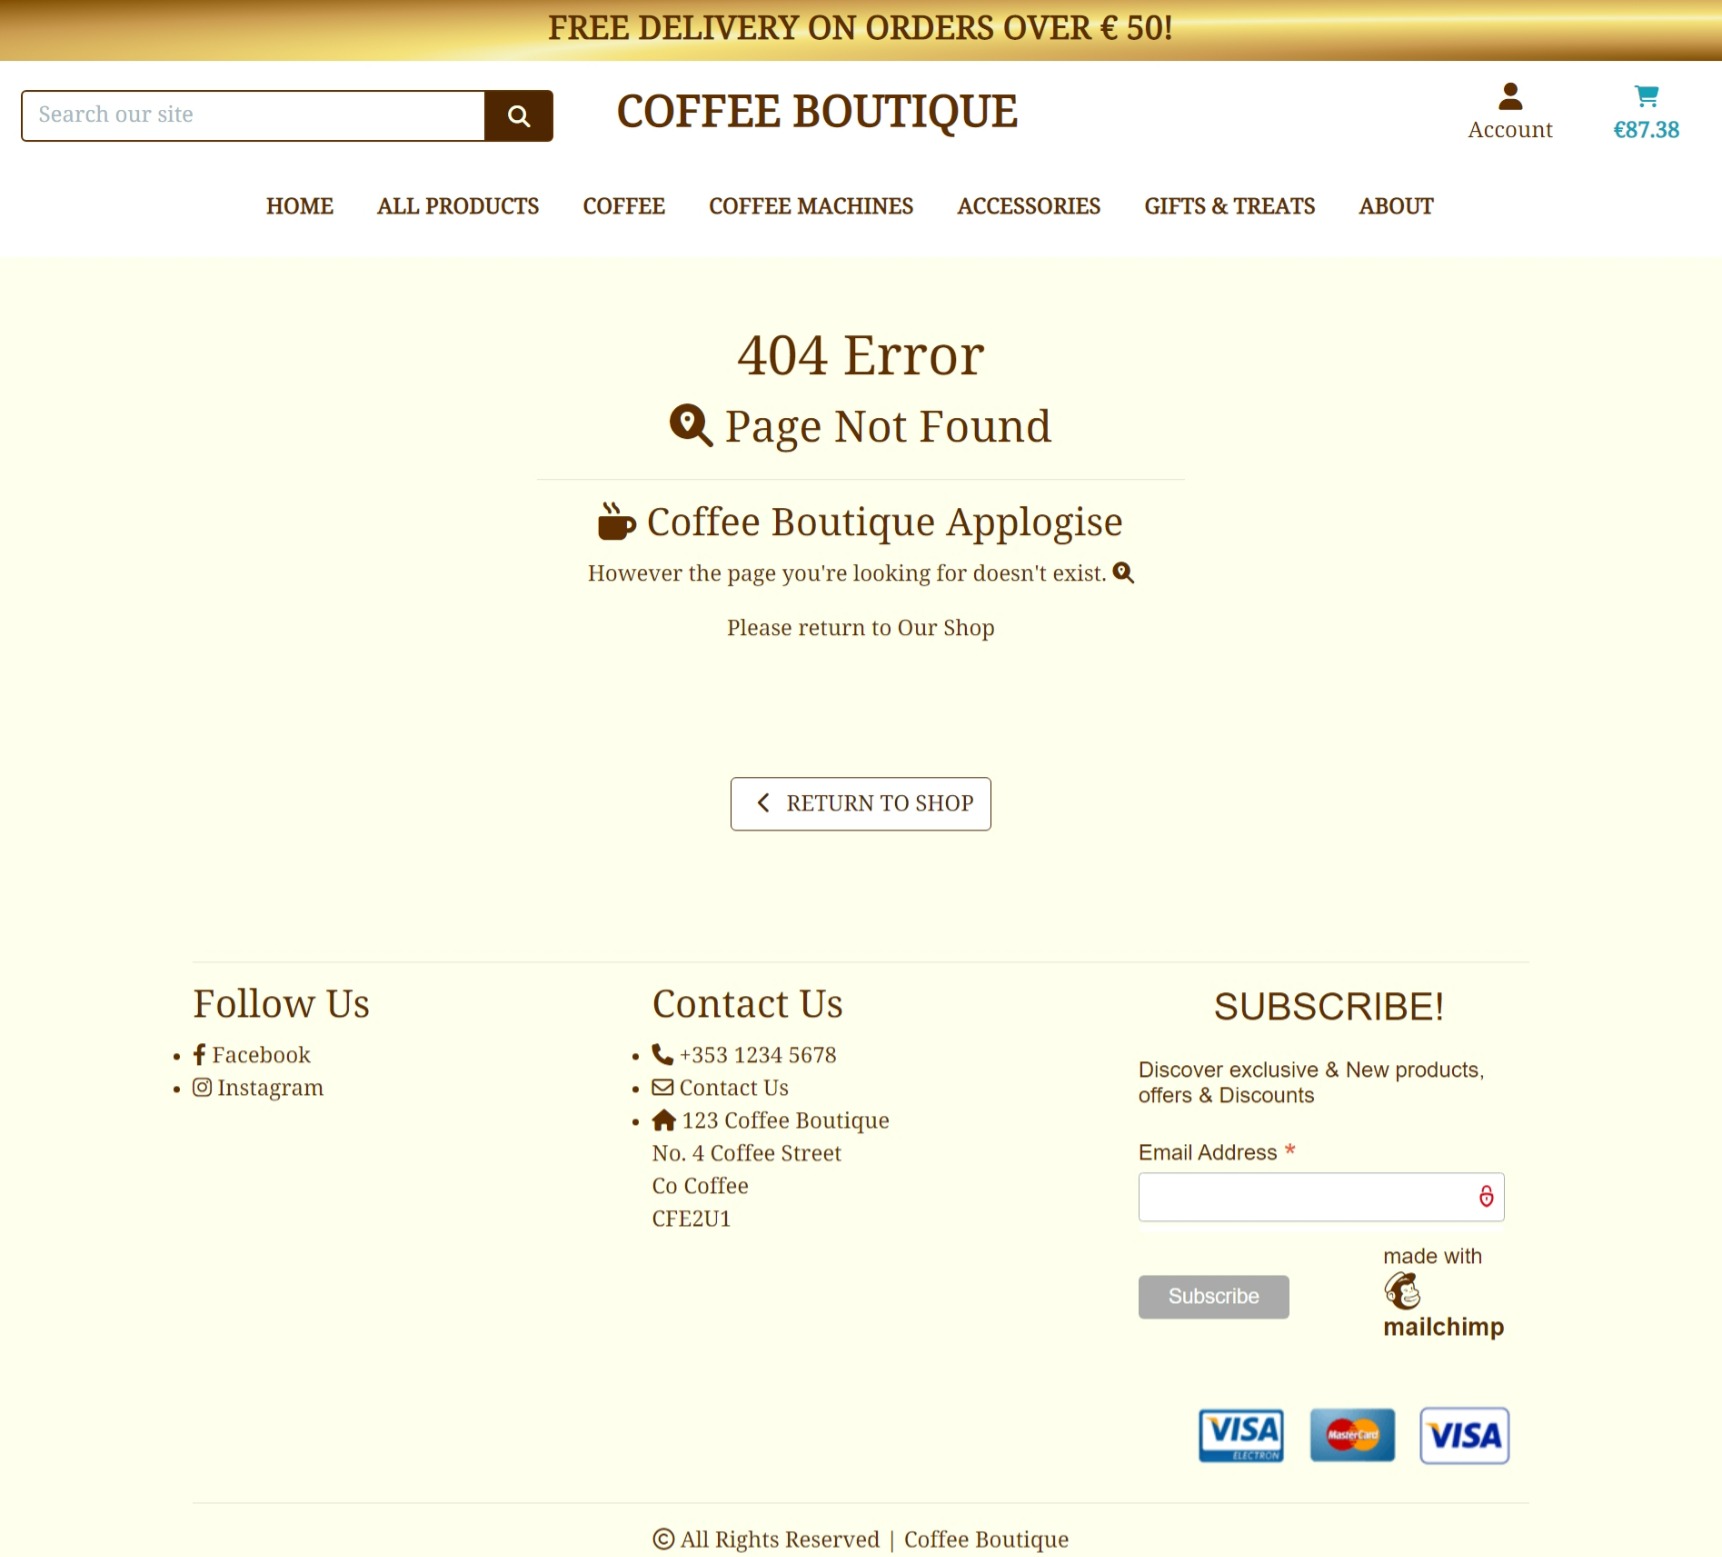 FREE DELIVERY ON ORDERS OVER € 50!
Search our site
COFFEE BOUTIQUE
Account
€87.38
HOME
ALL PRODUCTS
COFFEE
COFFEE MACHINES
ACCESSORIES
GIFTS & TREATS
ABOUT
404 Error
Page Not Found
Coffee Boutique Applogise
However the page you're looking for doesn't exist.
Please return to Our Shop
RETURN TO SHOP
Follow Us
Facebook
Instagram
Contact Us
+353 1234 5678
Contact Us
123 Coffee Boutique
No. 4 Coffee Street
Co Coffee
CFE2U1
SUBSCRIBE!
Discover exclusive & New products,
offers & Discounts
Email Address *
Subscribe
made with
mailchimp
VISA
ELECTRON
MasterCard
VISA
© All Rights Reserved | Coffee Boutique